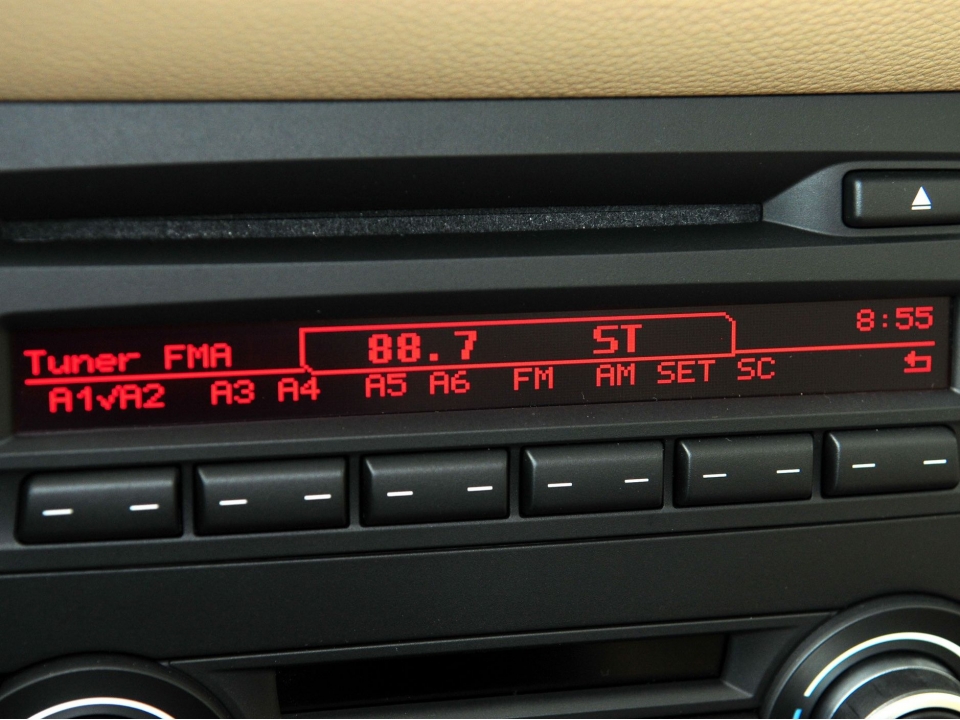 Tuner FMA 88.7 ST 8:55
A1√A2 A3 A4 A5 A6 FM AM SET SC